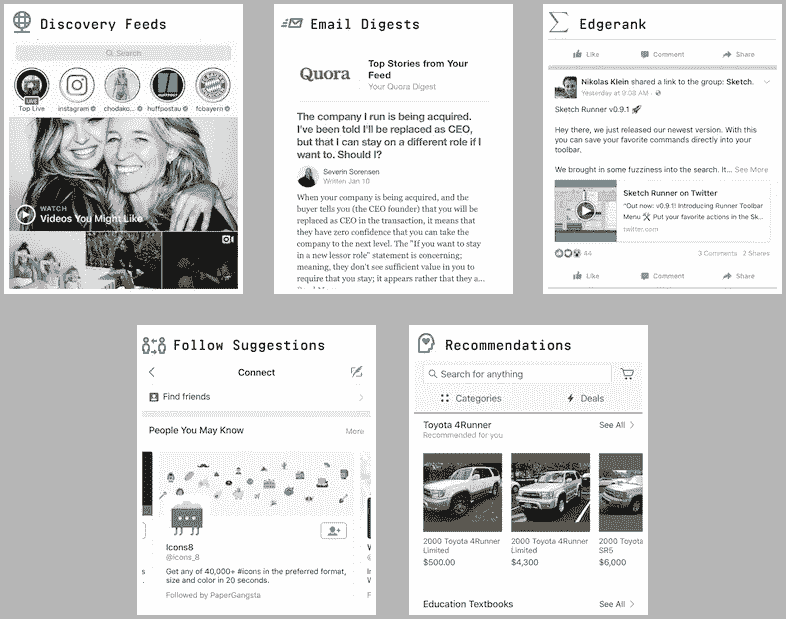 Discovery Feeds
Search
LIVE
Top Live
instagram
chodako...
huffpostau
fcbayern
WATCH
Videos You Might Like
Email Digests
Quora
Top Stories from Your
Feed
Your Quora Digest
The company I run is being acquired.
I've been told I'll be replaced as CEO,
but that I can stay on a different role if I
want to. Should I?
Severin Sorensen
Written Jan 10
When your company is being acquired, and the
buyer tells you (the CEO founder) that you will be
replaced as CEO in the transaction, it means that
they have zero confidence that you can take the
company to the next level. The "If you want to stay
in a new lessor role" statement is concerning;
meaning, they don't see sufficient value in you to
require that you stay; it appears rather that they a...
Edgerank
Like
Comment
Share
Nikolas Klein shared a link to the group: Sketch.
Yesterday at 9:08 AM
Sketch Runner v0.9.1 🚀
Hey there, we just released our newest version. With this
you can save your favorite commands directly into your
toolbar.
We brought in some fuzziness into the search. It... See More
Sketch Runner on Twitter
"Out now: v0.9.1! Introducing Runner Toolbar
Menu 🛠 Put your favorite actions in the Sk...
twitter.com
44
3 Comments 2 Shares
Like
Comment
Share
Follow Suggestions
Connect
Find friends
People You May Know
More
Icons8
@icons_8
Get any of 40,000+ #icons in the preferred format,
size and color in 20 seconds.
Followed by PaperGangsta
Recommendations
Search for anything
Categories
Deals
Toyota 4Runner
See All
Recommended for you
2000 Toyota 4Runner
Limited
$500.00
2000 Toyota 4Runner
Limited
$4,300
2000 Toyota
SR5
$6,000
Education Textbooks
See All